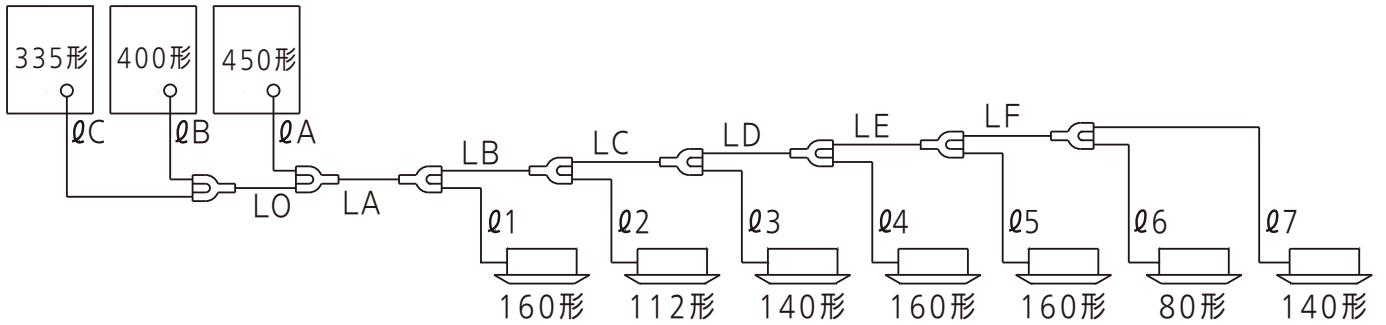 335形 400形 450形
ℓC ℓB ℓA
LO LA LB LC LD LE LF
ℓ1 ℓ2 ℓ3 ℓ4 ℓ5 ℓ6 ℓ7
160形 112形 140形 160形 160形 80形 140形